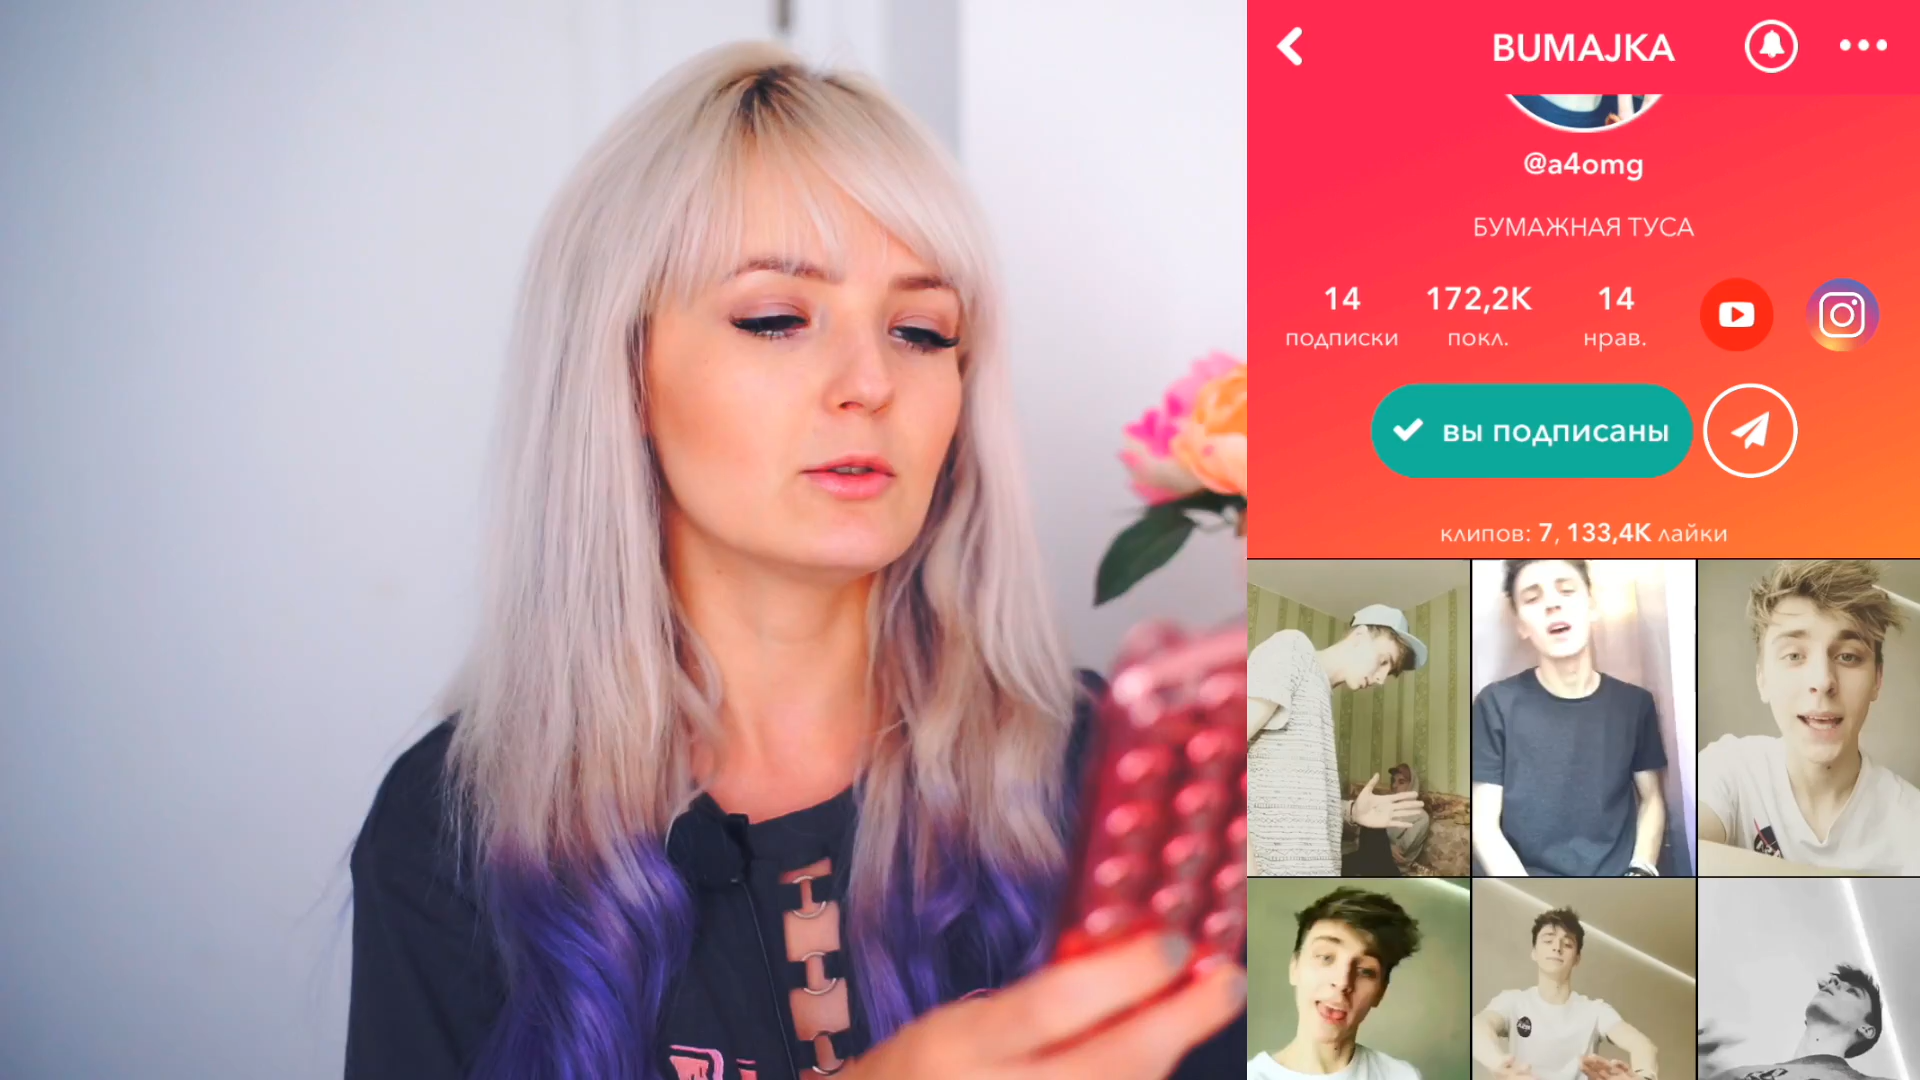 BUMAJKA
@a4omg
БУМАЖНАЯ ТУСА
14 172,2K 14
подписки покл. нрав.
вы подписаны
клипов: 7, 133,4K лайки